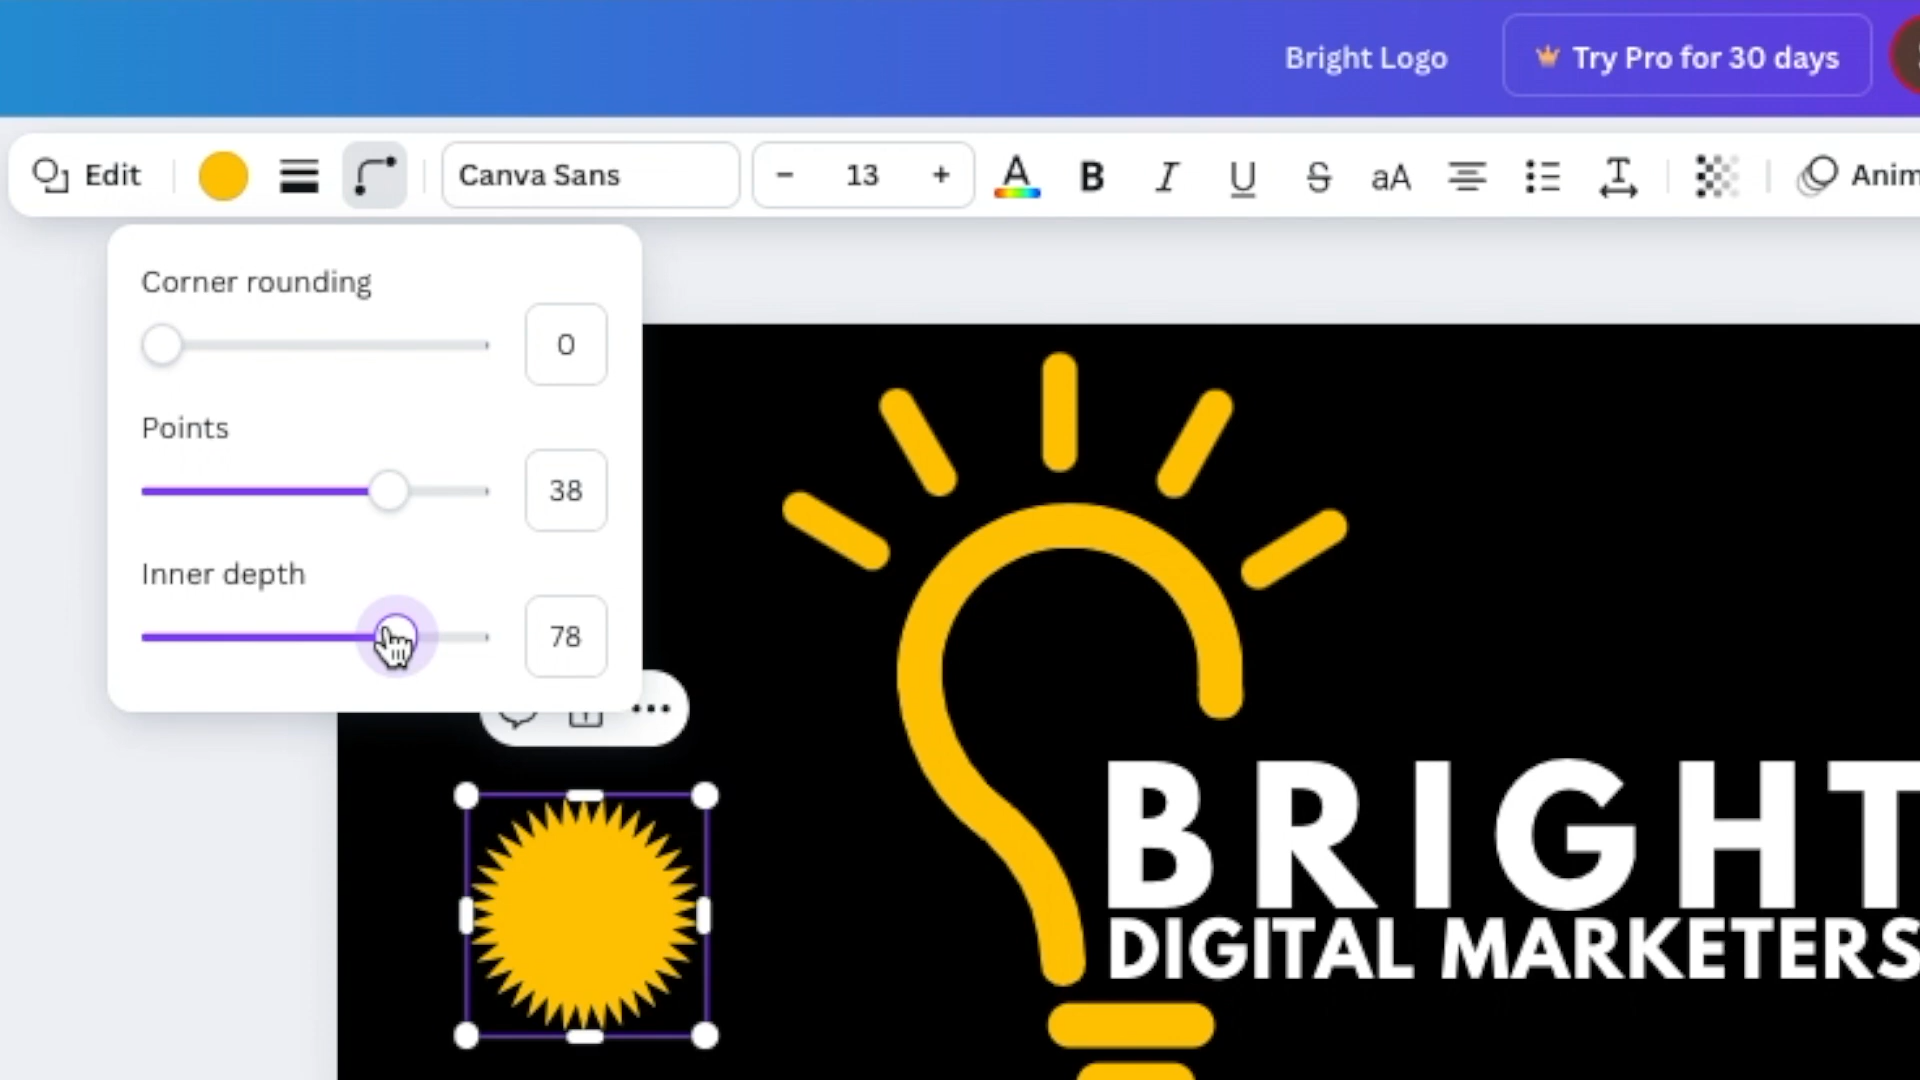 Bright Logo
Try Pro for 30 days
Edit
Canva Sans
- 13 +
A B I U S aA T
Anim
Corner rounding
0
Points
38
Inner depth
78
BRIGHT
DIGITAL MARKETERS